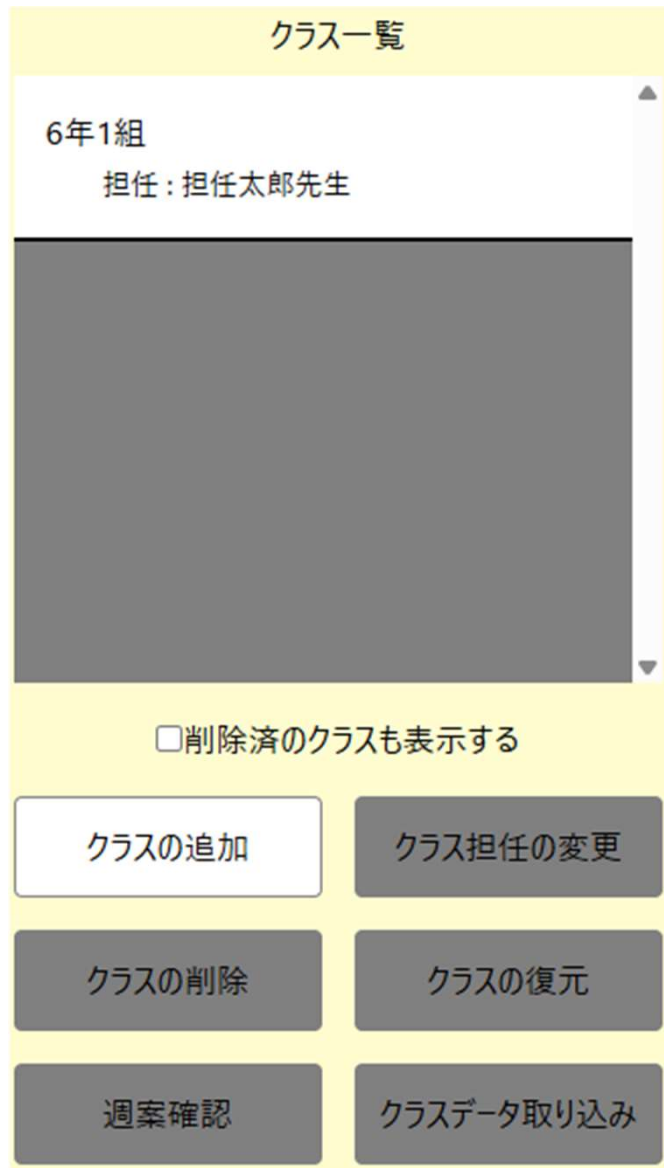 クラス一覧
6年1組
担任 : 担任太郎先生
削除済のクラスも表示する
クラスの追加
クラス担任の変更
クラスの削除
クラスの復元
週案確認
クラスデータ取り込み